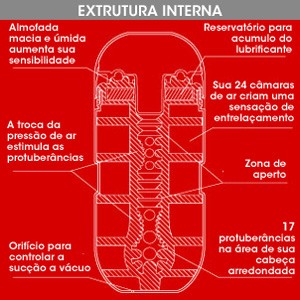 EXTRUTURA INTERNA
Almofada
macia e úmida
aumenta sua
sensibilidade
Reservatório para
acumulo do
lubrificante
Sua 24 câmaras
de ar criam uma
sensação de
entrelaçamento
A troca da
pressão de ar
estimula as
protuberâncias
Zona de
aperto
17
protuberâncias
na área de sua
cabeça
arredondada
Orifício para
controlar a
sucção a vácuo